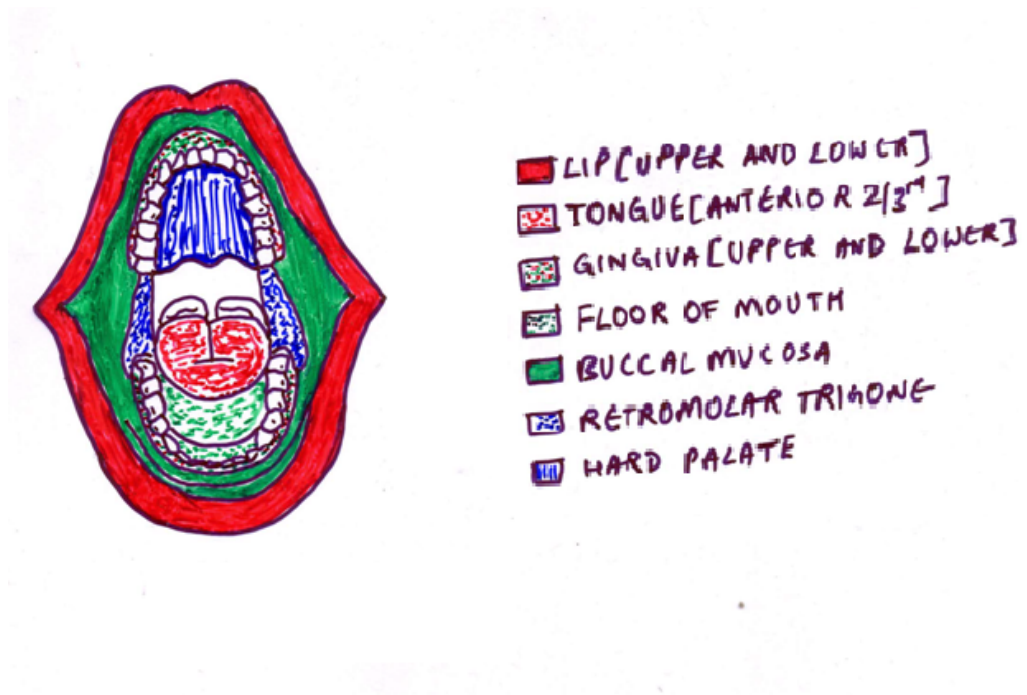 LIP[UPPER AND LOWER]
TONGUE[ANTERIOR 2/3rd]
GINGIVA[UPPER AND LOWER]
FLOOR OF MOUTH
BUCCAL MUCOSA
RETROMOLAR TRIGONE
HARD PALATE